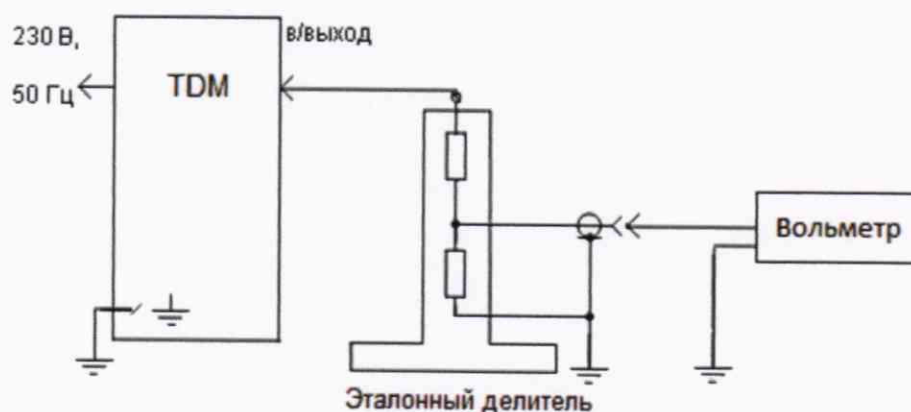 230 В,
50 Гц
TDM
в/выход
Вольметр
Эталонный делитель